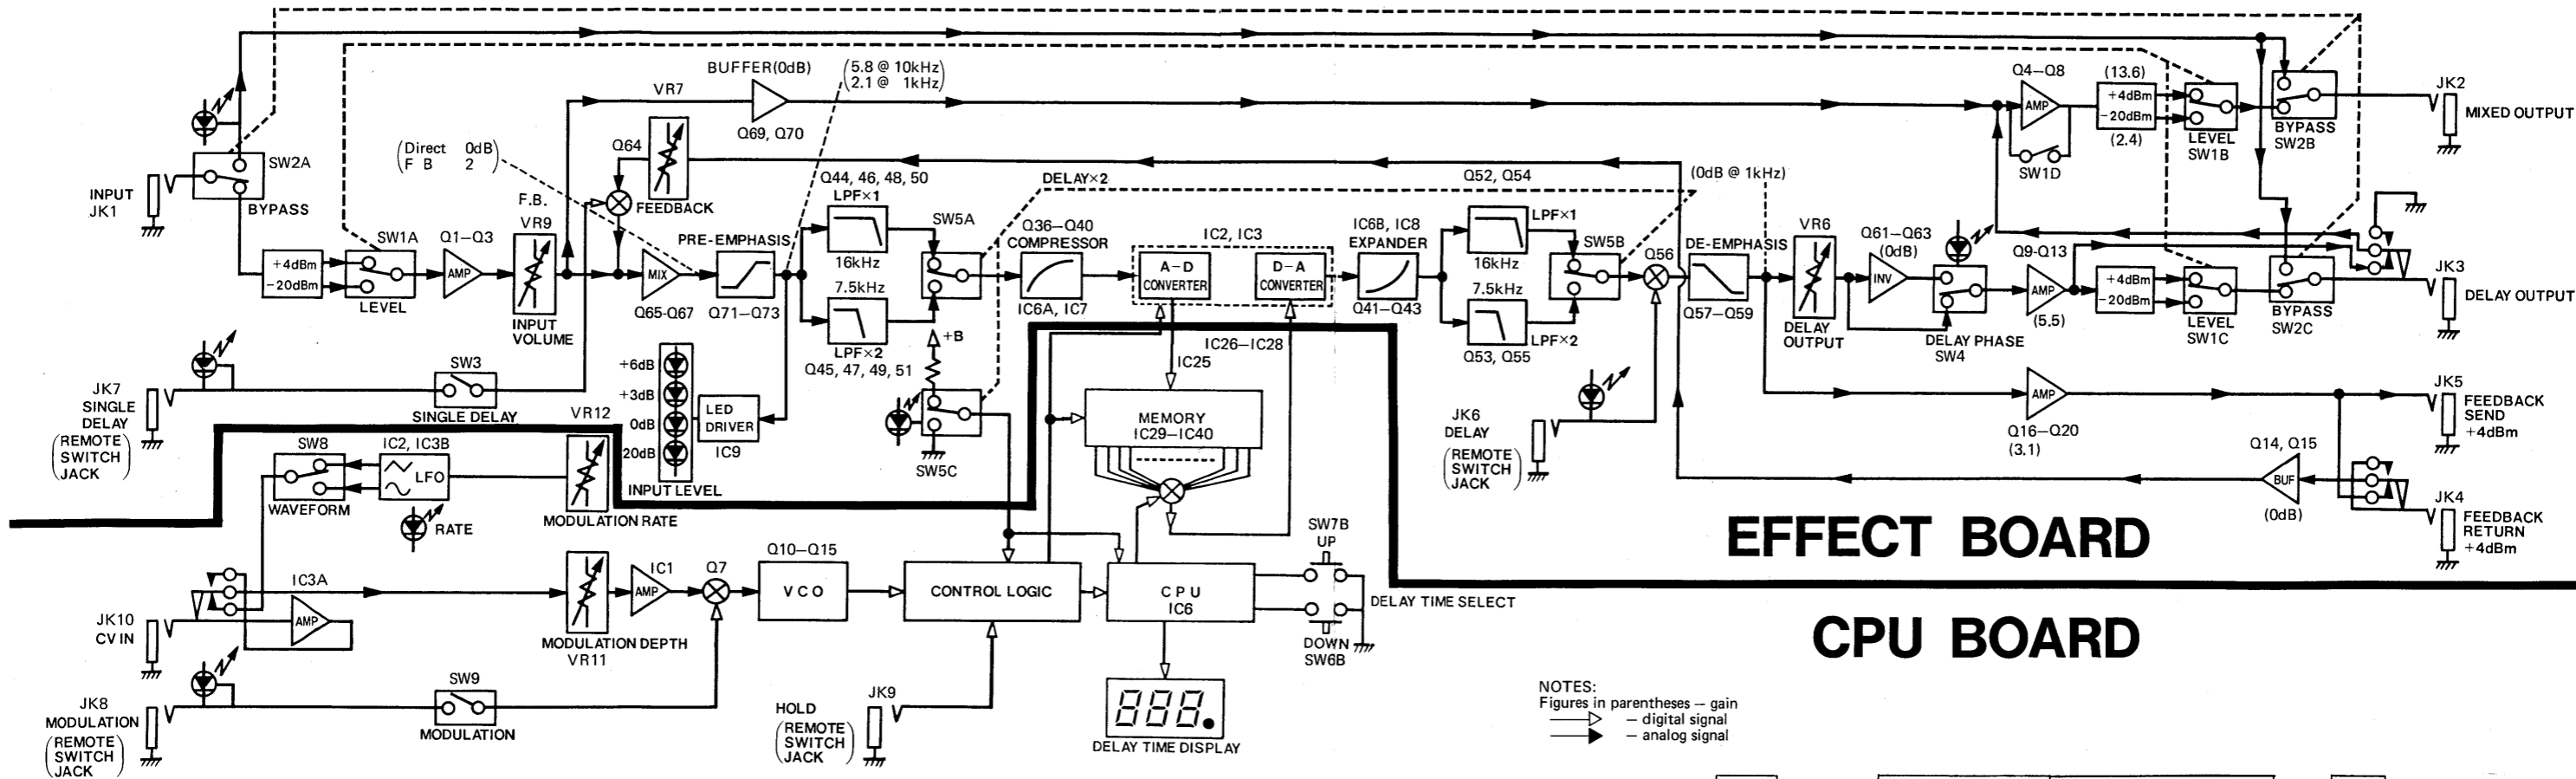 INPUT
JK1
SW2A
BYPASS
+4dBm
-20dBm
SW1A
LEVEL
Q1-Q3
AMP
F.B.
VR9
INPUT
VOLUME
VR7
BUFFER(0dB)
Q69, Q70
(5.8 @ 10kHz)
(2.1 @ 1kHz)
(Direct 0dB)
(F B 2)
Q64
FEEDBACK
MIX
Q65-Q67
PRE-EMPHASIS
Q71-Q73
Q44, 46, 48, 50
LPF×1
16kHz
7.5kHz
LPF×2
Q45, 47, 49, 51
DELAY×2
SW5A
+B
SW5C
Q36-Q40
COMPRESSOR
IC6A, IC7
IC2, IC3
A-D
CONVERTER
D-A
CONVERTER
IC26-IC28
IC25
MEMORY
IC29-IC40
IC6B, IC8
EXPANDER
Q41-Q43
Q52, Q54
LPF×1
16kHz
7.5kHz
LPF×2
Q53, Q55
SW5B
Q56
(0dB @ 1kHz)
DE-EMPHASIS
Q57-Q59
VR6
DELAY
OUTPUT
Q61-Q63
(0dB)
INV
DELAY PHASE
SW4
Q9-Q13
AMP
(5.5)
+4dBm
-20dBm
LEVEL
SW1C
BYPASS
SW2C
JK3
DELAY OUTPUT
Q4-Q8
AMP
SW1D
(13.6)
+4dBm
-20dBm
(2.4)
LEVEL
SW1B
BYPASS
SW2B
JK2
MIXED OUTPUT
AMP
Q16-Q20
(3.1)
JK5
FEEDBACK
SEND
+4dBm
Q14, Q15
BUF
(0dB)
JK4
FEEDBACK
RETURN
+4dBm
JK6
DELAY
(REMOTE
SWITCH
JACK)
JK7
SINGLE
DELAY
(REMOTE
SWITCH
JACK)
SW3
SINGLE DELAY
+6dB
+3dB
0dB
20dB
INPUT LEVEL
LED
DRIVER
IC9
EFFECT BOARD
CPU BOARD
SW8
WAVEFORM
IC2, IC3B
LFO
RATE
VR12
MODULATION RATE
IC3A
AMP
JK10
CV IN
MODULATION DEPTH
VR11
IC1
AMP
Q7
Q10-Q15
VCO
CONTROL LOGIC
CPU
IC6
SW7B
UP
DELAY TIME SELECT
DOWN
SW6B
888.
DELAY TIME DISPLAY
JK8
MODULATION
(REMOTE
SWITCH
JACK)
SW9
MODULATION
JK9
HOLD
(REMOTE
SWITCH
JACK)
NOTES:
Figures in parentheses – gain
– digital signal
– analog signal